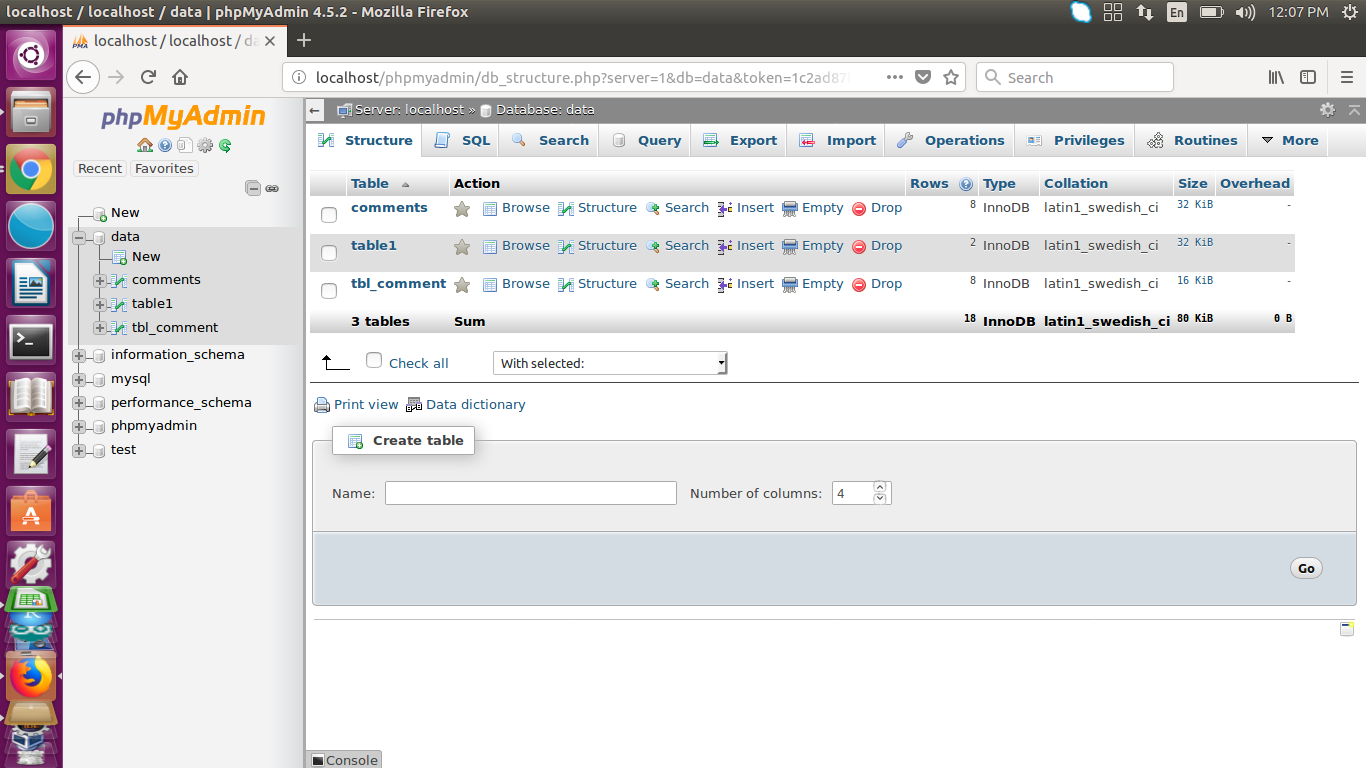 localhost / localhost / data | phpMyAdmin 4.5.2 - Mozilla Firefox
En
12:07 PM
localhost / localhost / da
localhost/phpmyadmin/db_structure.php?server=1&db=data&token=1c2ad87
Search
phpMyAdmin
Recent
Favorites
New
data
New
comments
table1
tbl_comment
information_schema
mysql
performance_schema
phpmyadmin
test
Server: localhost » Database: data
Structure
SQL
Search
Query
Export
Import
Operations
Privileges
Routines
More
Table Action Rows Type Collation Size Overhead
comments Browse Structure Search Insert Empty Drop 8 InnoDB latin1_swedish_ci 32 KiB -
table1 Browse Structure Search Insert Empty Drop 2 InnoDB latin1_swedish_ci 32 KiB -
tbl_comment Browse Structure Search Insert Empty Drop 8 InnoDB latin1_swedish_ci 16 KiB -
3 tables Sum 18 InnoDB latin1_swedish_ci 80 KiB 0 B
Check all With selected:
Print view Data dictionary
Create table
Name: Number of columns: 4
Go
Console